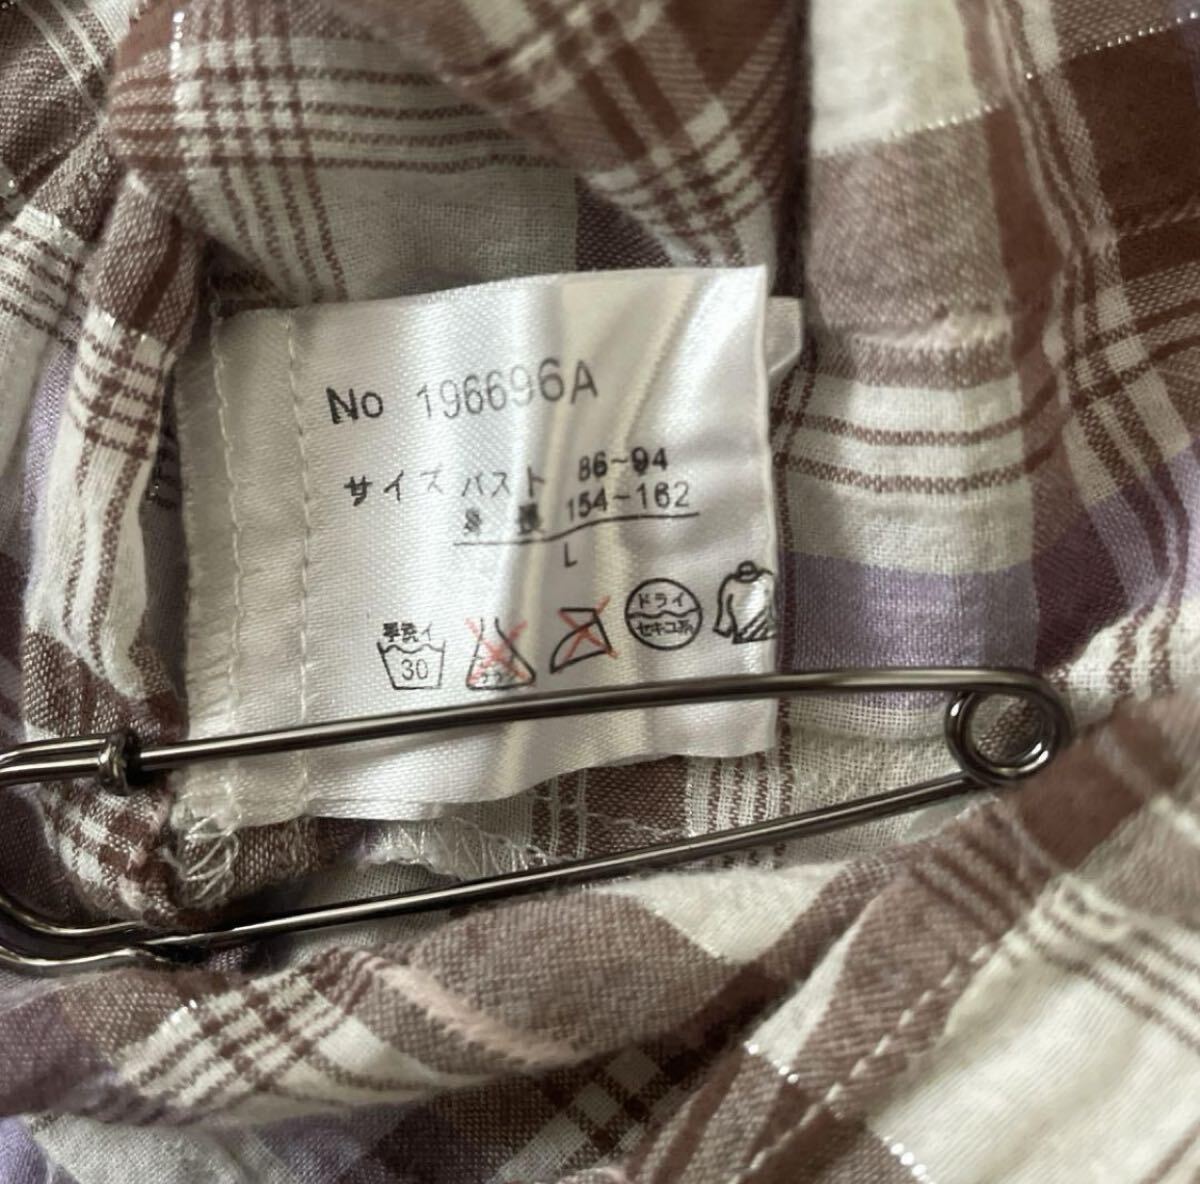 No 196696A
サイズ バスト 86~94
身長 154~162
L
手洗イ
30
ドライ
セキユ系